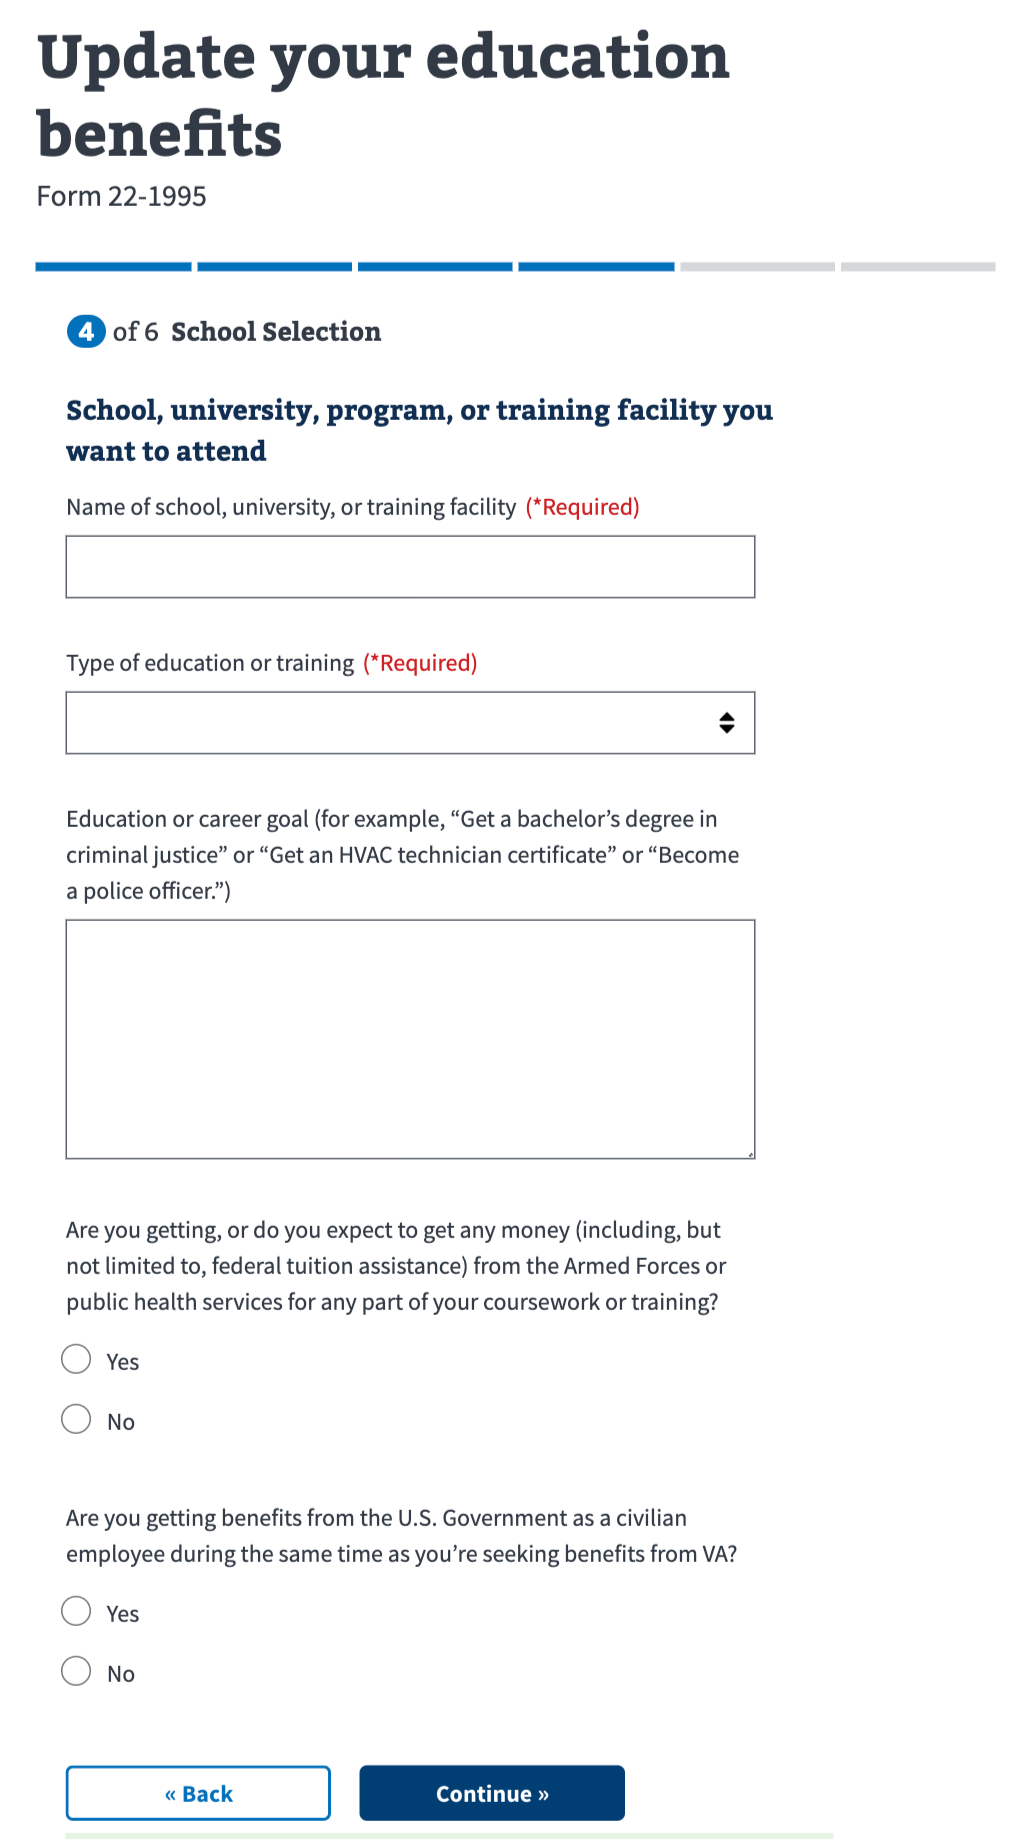 Update your education
benefits
Form 22-1995
4 of 6 School Selection
School, university, program, or training facility you
want to attend
Name of school, university, or training facility (*Required)
Type of education or training (*Required)
Education or career goal (for example, “Get a bachelor’s degree in
criminal justice” or “Get an HVAC technician certificate” or “Become
a police officer.”)
Are you getting, or do you expect to get any money (including, but
not limited to, federal tuition assistance) from the Armed Forces or
public health services for any part of your coursework or training?
Yes
No
Are you getting benefits from the U.S. Government as a civilian
employee during the same time as you’re seeking benefits from VA?
Yes
No
« Back
Continue »